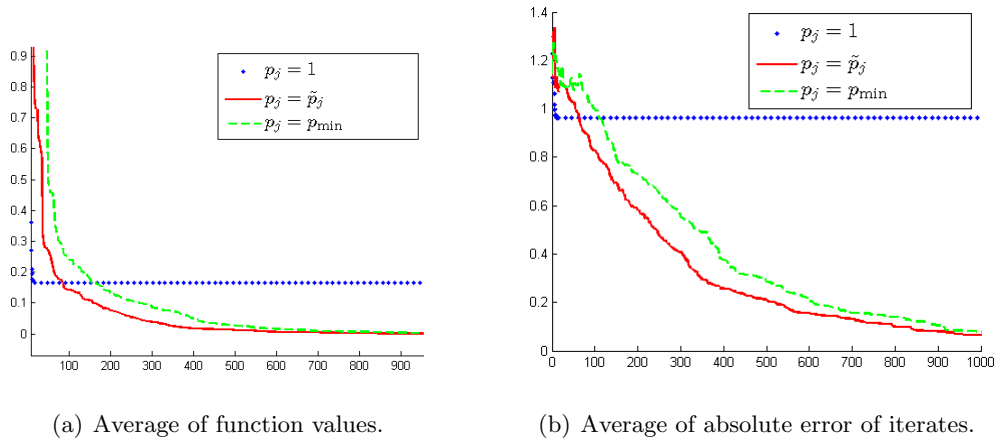 0.9
0.8
0.7
0.6
0.5
0.4
0.3
0.2
0.1
0
100 200 300 400 500 600 700 800 900
p_j = 1
p_j = p̃_j
p_j = p_min
1.4
1.2
1
0.8
0.6
0.4
0.2
0
0 100 200 300 400 500 600 700 800 900 1000
p_j = 1
p_j = p̃_j
p_j = p_min
(a) Average of function values.
(b) Average of absolute error of iterates.